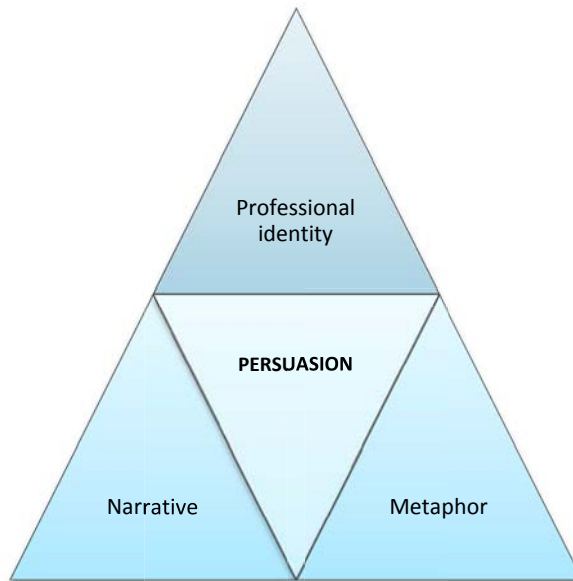 Professional
identity
PERSUASION
Narrative
Metaphor